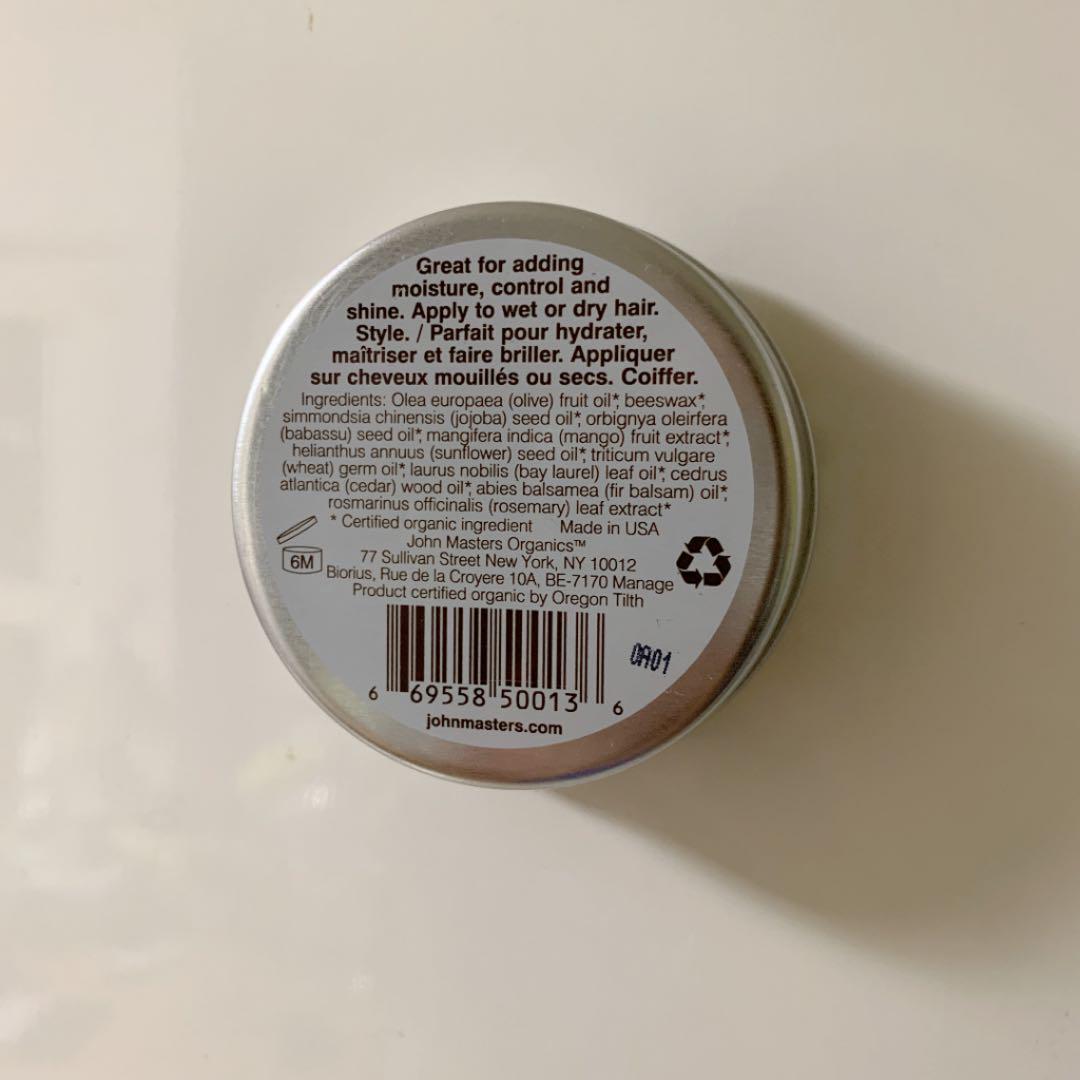 Great for adding
moisture, control and
shine. Apply to wet or dry hair.
Style. / Parfait pour hydrater,
maîtriser et faire briller. Appliquer
sur cheveux mouillés ou secs. Coiffer.
Ingredients: Olea europaea (olive) fruit oil*, beeswax*,
simmondsia chinensis (jojoba) seed oil*, orbignya oleirfera
(babassu) seed oil*, mangifera indica (mango) fruit extract*,
helianthus annuus (sunflower) seed oil*, triticum vulgare
(wheat) germ oil*, laurus nobilis (bay laurel) leaf oil*, cedrus
atlantica (cedar) wood oil*, abies balsamea (fir balsam) oil*,
rosmarinus officinalis (rosemary) leaf extract*
* Certified organic ingredient Made in USA
John Masters Organics™
6M
77 Sullivan Street New York, NY 10012
Biorius, Rue de la Croyere 10A, BE-7170 Manage
Product certified organic by Oregon Tilth
0A01
6 69558 50013 6
johnmasters.com